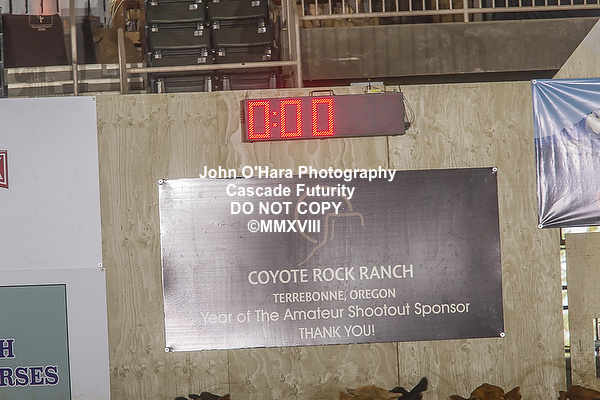 0:00
John O'Hara Photography
Cascade Futurity
DO NOT COPY
©MMXVIII
COYOTE ROCK RANCH
TERREBONNE, OREGON
Year of The Amateur Shootout Sponsor
THANK YOU!
H
RSES